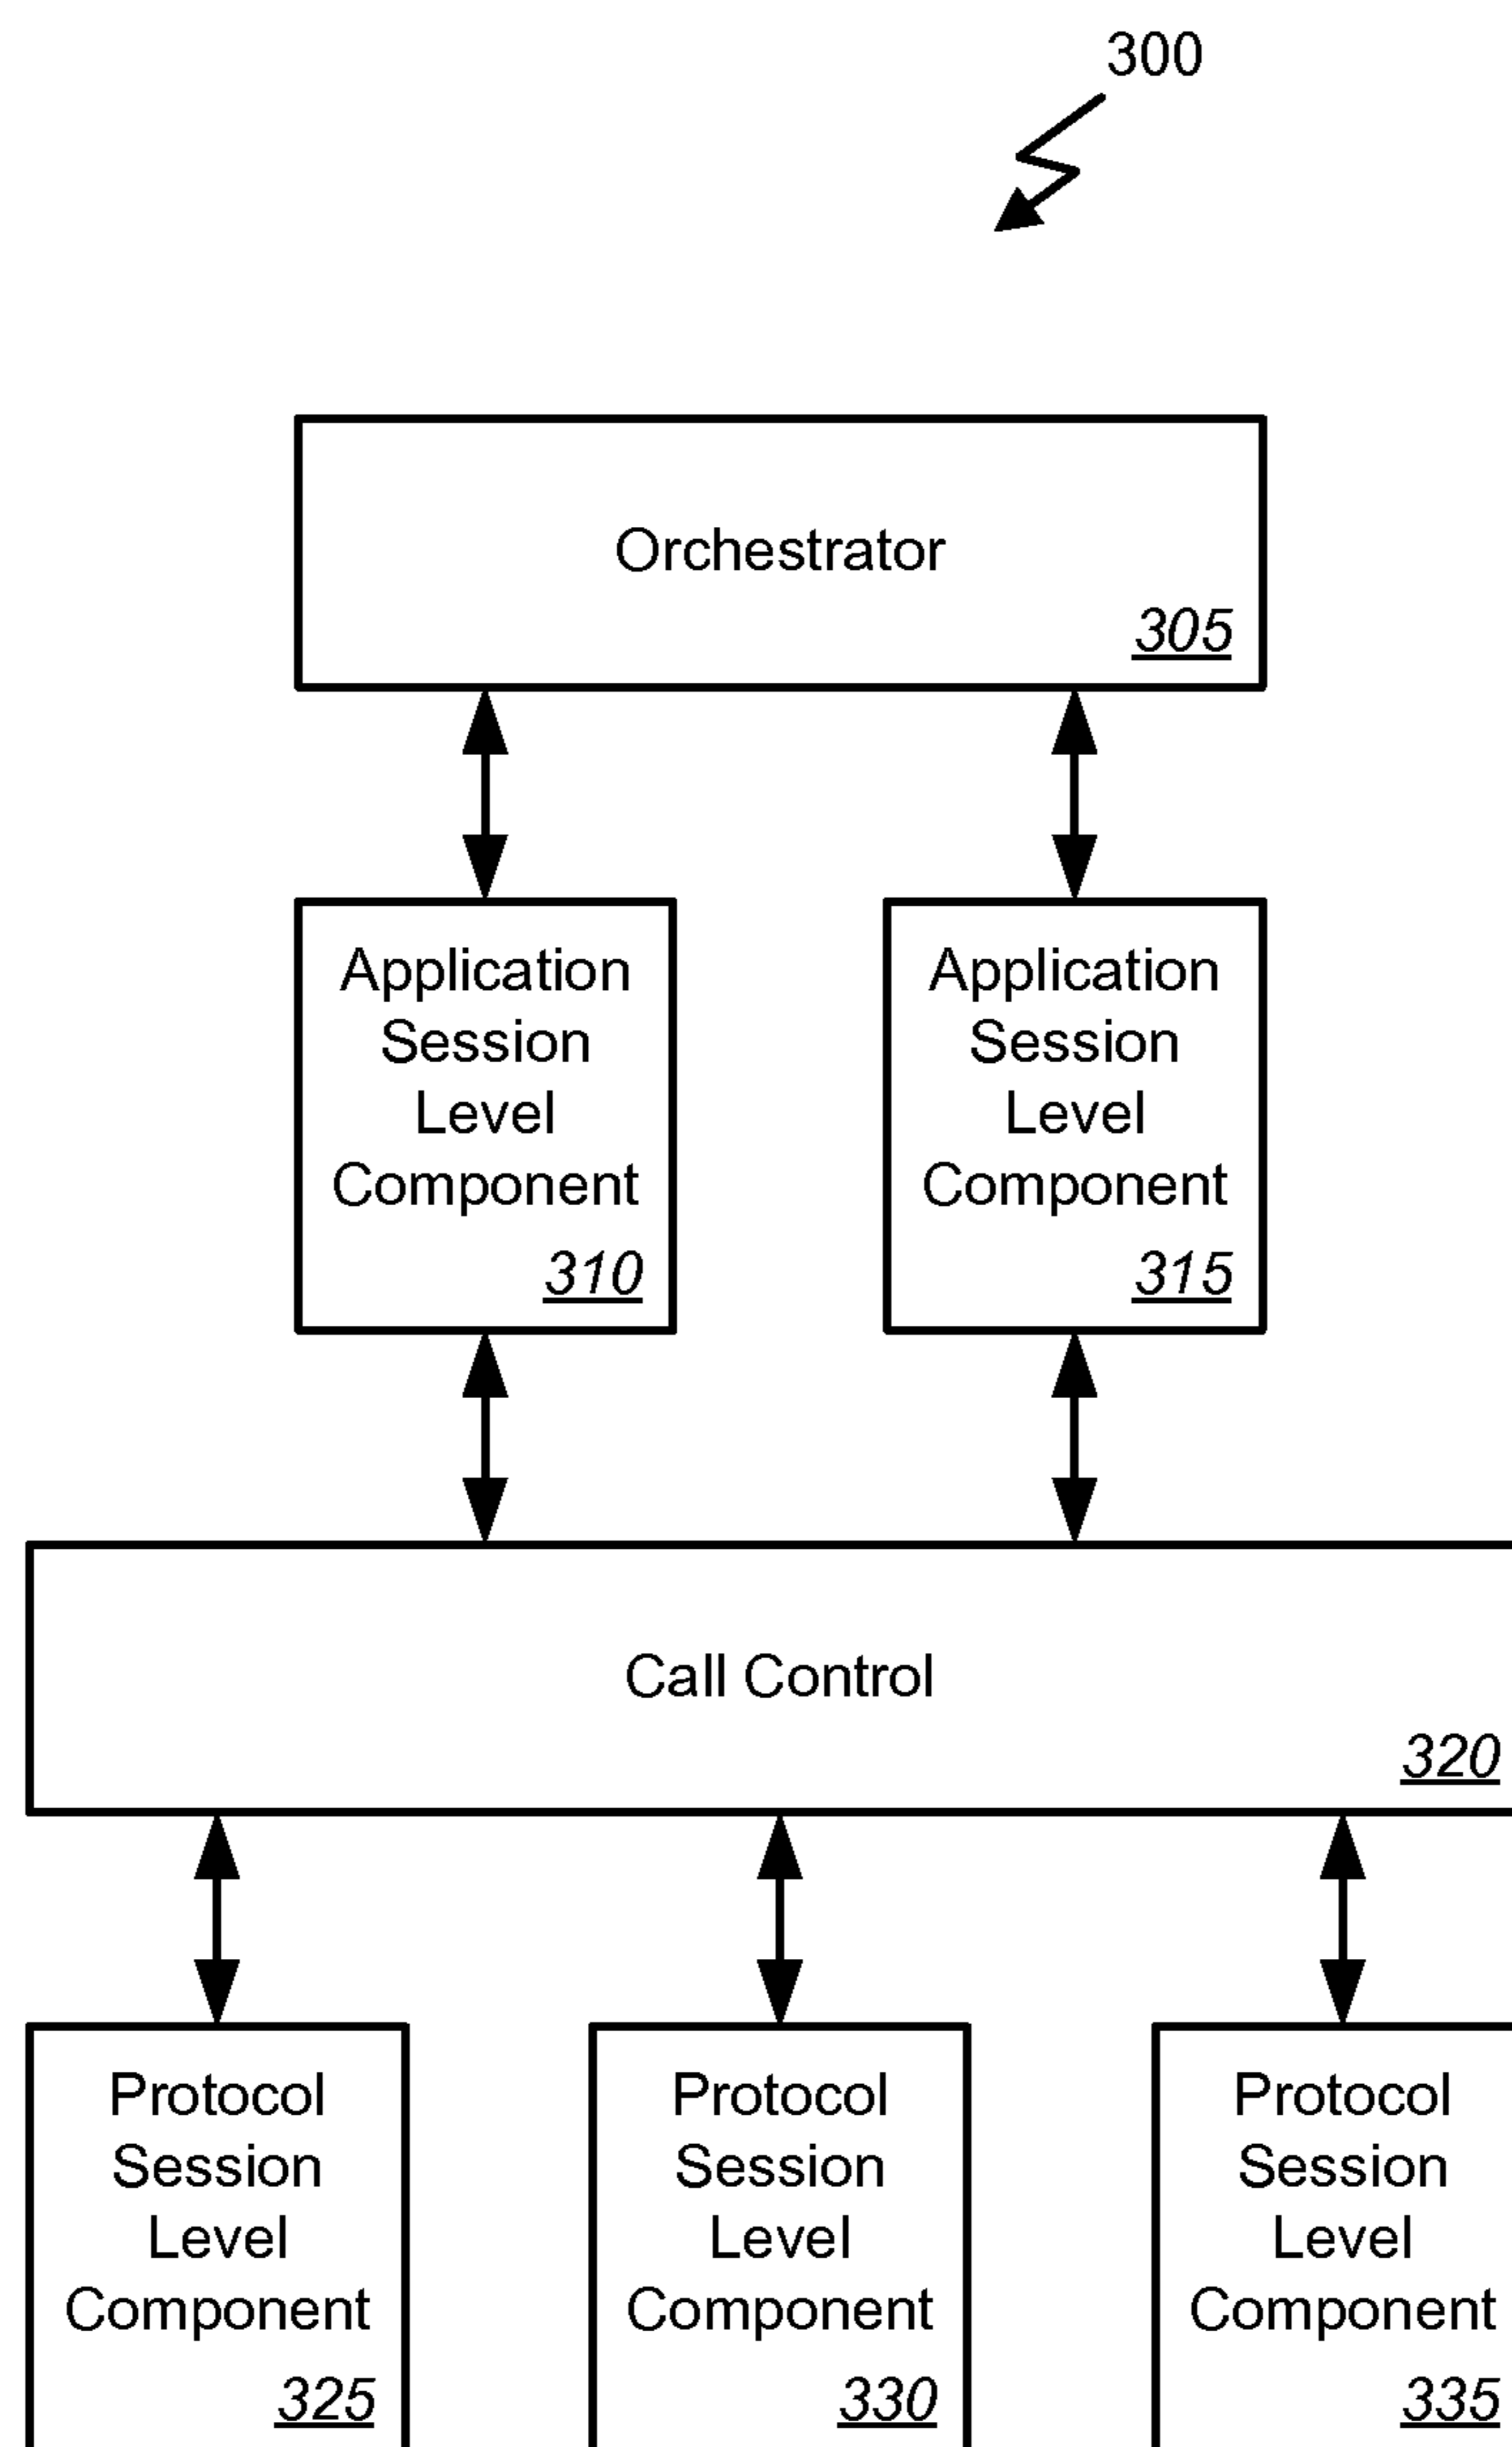 300
Orchestrator
305
Application
Session
Level
Component
310
Application
Session
Level
Component
315
Call Control
320
Protocol
Session
Level
Component
325
Protocol
Session
Level
Component
330
Protocol
Session
Level
Component
335